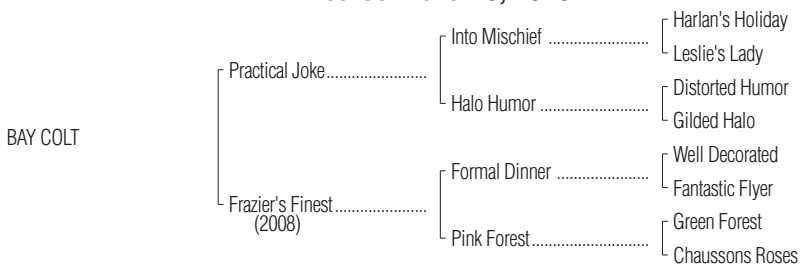 Harlan's Holiday
Into Mischief
Leslie's Lady
Practical Joke
Distorted Humor
Halo Humor
Gilded Halo
BAY COLT
Well Decorated
Formal Dinner
Fantastic Flyer
Frazier's Finest
(2008)
Green Forest
Pink Forest
Chaussons Roses